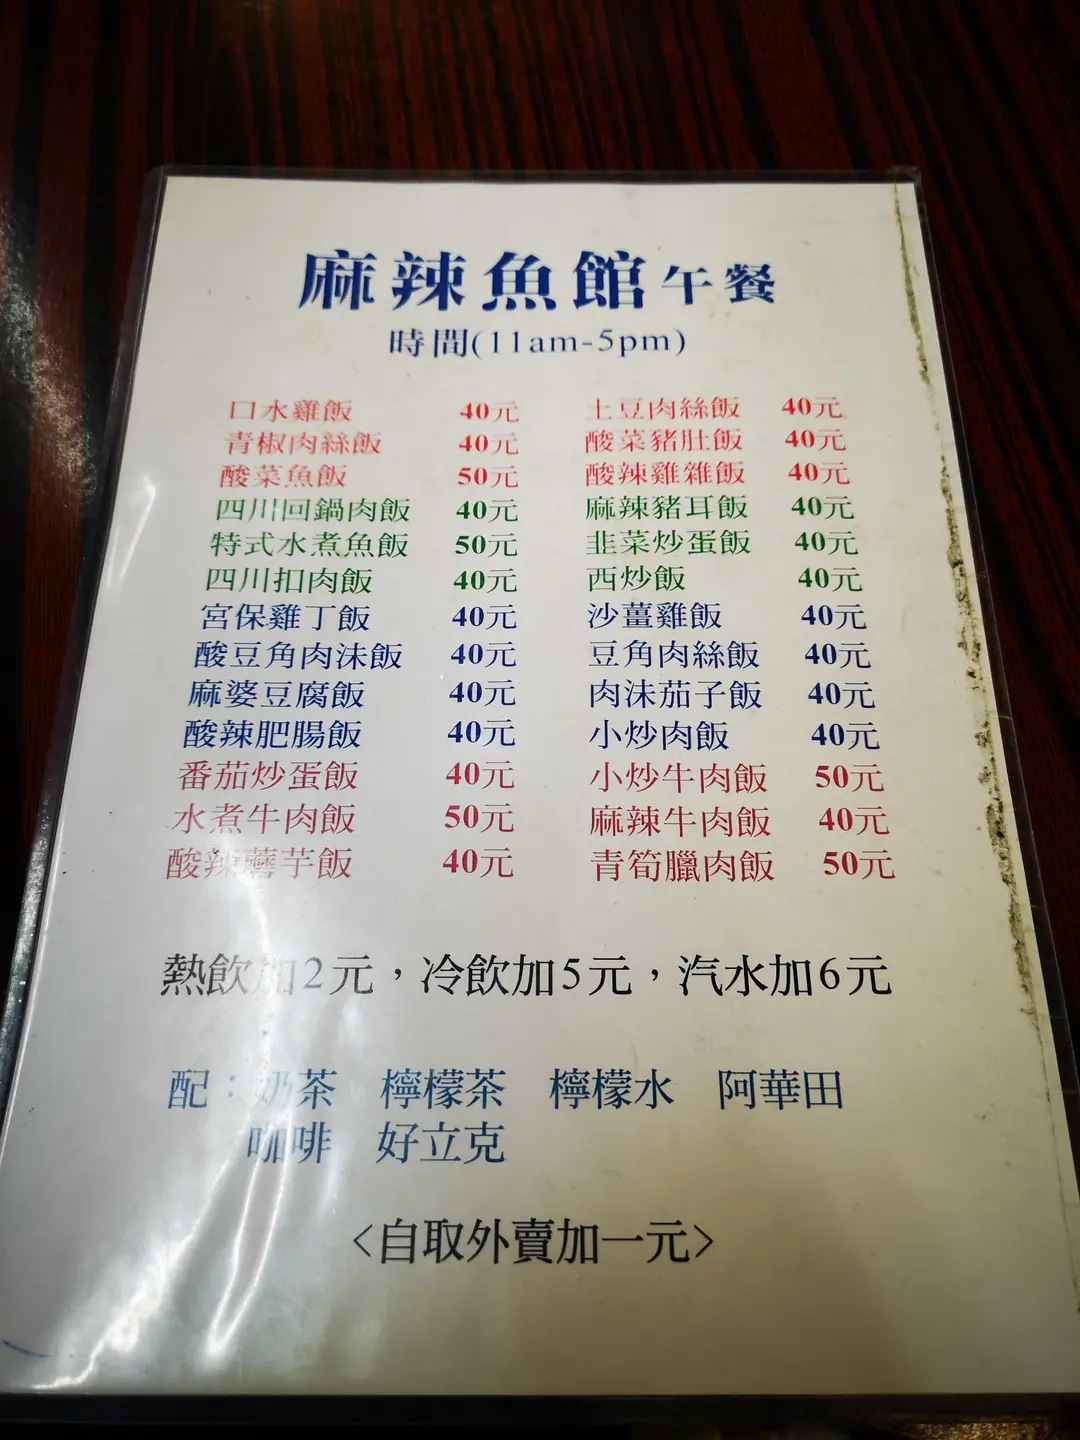 麻辣魚館午餐
時間(11am-5pm)
口水雞飯 40元 土豆肉絲飯 40元
青椒肉絲飯 40元 酸菜豬肚飯 40元
酸菜魚飯 50元 酸辣雞雜飯 40元
四川回鍋肉飯 40元 麻辣豬耳飯 40元
特式水煮魚飯 50元 韭菜炒蛋飯 40元
四川扣肉飯 40元 西炒飯 40元
宮保雞丁飯 40元 沙薑雞飯 40元
酸豆角肉沫飯 40元 豆角肉絲飯 40元
麻婆豆腐飯 40元 肉沫茄子飯 40元
酸辣肥腸飯 40元 小炒肉飯 40元
番茄炒蛋飯 40元 小炒牛肉飯 50元
水煮牛肉飯 50元 麻辣牛肉飯 40元
酸辣蘑芋飯 40元 青筍臘肉飯 50元
熱飲加2元，冷飲加5元，汽水加6元
配：奶茶 檸檬茶 檸檬水 阿華田
咖啡 好立克
<自取外賣加一元>